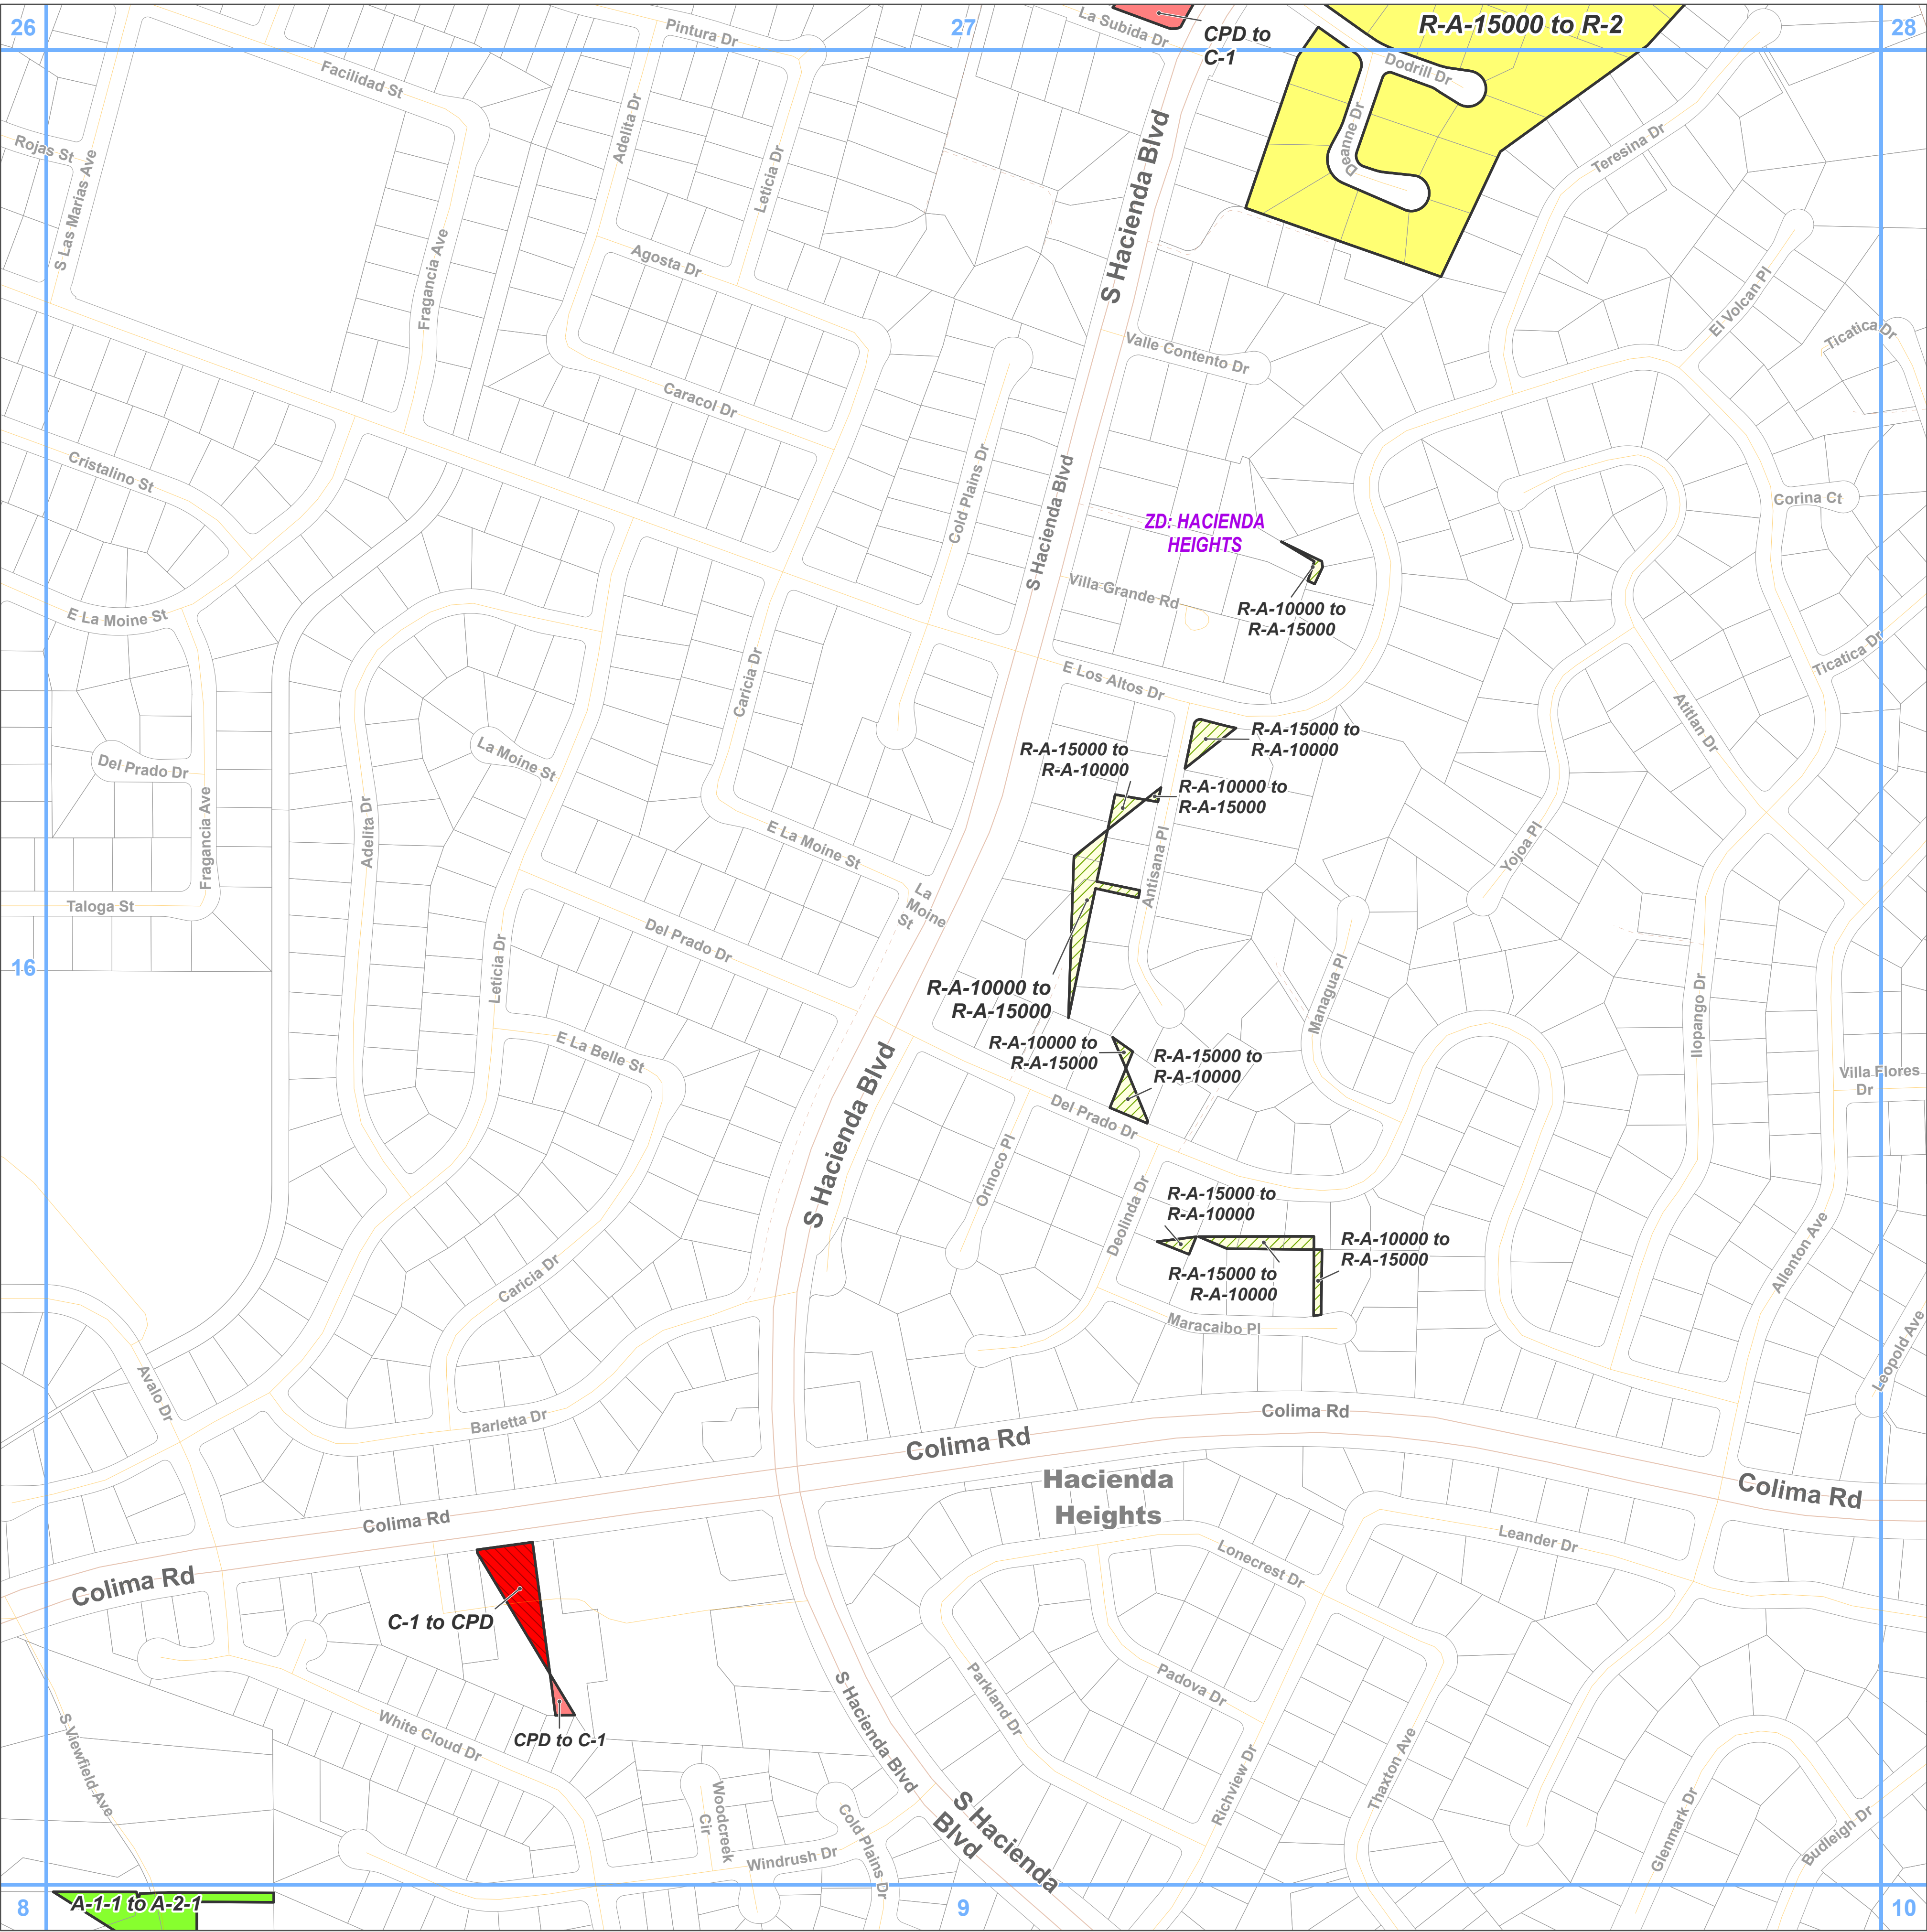 26
27
28
La Subida Dr
CPD to
C-1
R-A-15000 to R-2
Pintura Dr
Facilidad St
Dodrill Dr
Deanne Dr
Teresina Dr
Rojas St
S Las Marias Ave
Adelita Dr
Leticia Dr
S Hacienda Blvd
Fragancia Ave
Agosta Dr
El Volcan Pl
Ticatica Dr
Valle Contento Dr
Caracol Dr
Cristalino St
Cold Plains Dr
S Hacienda Blvd
Corina Ct
ZD: HACIENDA
HEIGHTS
Villa Grande Rd
R-A-10000 to
R-A-15000
E La Moine St
Caricia Dr
E Los Altos Dr
Ticatica Dr
Atitlan Dr
R-A-15000 to
R-A-10000
R-A-15000 to
R-A-10000
La Moine St
Del Prado Dr
R-A-10000 to
R-A-15000
Fragancia Ave
Adelita Dr
E La Moine St
Antisana Pl
Yojoa Pl
Taloga St
La
Moine
St
Del Prado Dr
16
Leticia Dr
R-A-10000 to
R-A-15000
Managua Pl
Ilopango Dr
E La Belle St
R-A-10000 to
R-A-15000
R-A-15000 to
R-A-10000
Villa Flores
Dr
S Hacienda Blvd
Del Prado Dr
Orinoco Pl
Deolinda Dr
R-A-15000 to
R-A-10000
R-A-10000 to
R-A-15000
R-A-15000 to
R-A-10000
Allenton Ave
Caricia Dr
Maracaibo Pl
Leopold Ave
Avalo Dr
Barletta Dr
Colima Rd
Colima Rd
Hacienda
Heights
Colima Rd
Colima Rd
Leander Dr
Lonecrest Dr
Colima Rd
C-1 to CPD
CPD to C-1
Parkland Dr
Padova Dr
S Hacienda Blvd
White Cloud Dr
S Viewfield Ave
Woodcreek
Cir
Cold Plains Dr
Windrush Dr
S Hacienda
Blvd
Richview Dr
Thaxton Ave
Glenmark Dr
Budleigh Dr
A-1-1 to A-2-1
8
9
10